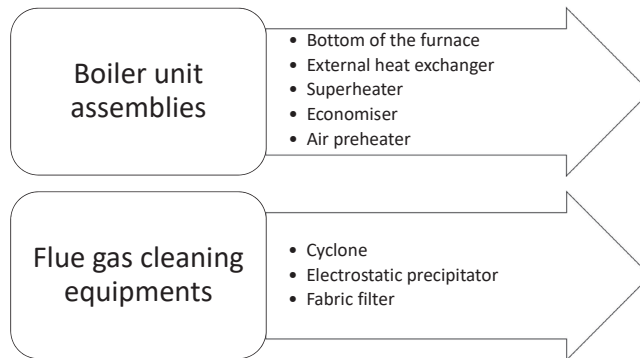 Boiler unit
assemblies
• Bottom of the furnace
• External heat exchanger
• Superheater
• Economiser
• Air preheater
Flue gas cleaning
equipments
• Cyclone
• Electrostatic precipitator
• Fabric filter